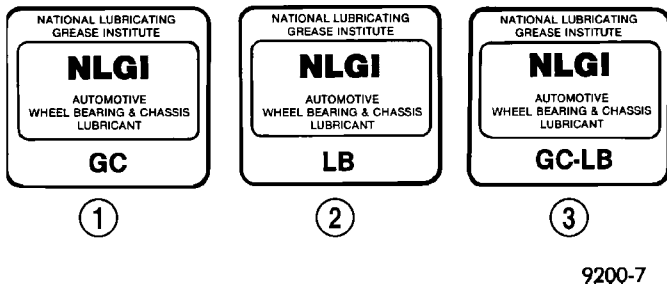 NATIONAL LUBRICATING
GREASE INSTITUTE
NLGI
AUTOMOTIVE
WHEEL BEARING & CHASSIS
LUBRICANT
GC
1
NATIONAL LUBRICATING
GREASE INSTITUTE
NLGI
AUTOMOTIVE
WHEEL BEARING & CHASSIS
LUBRICANT
LB
2
NATIONAL LUBRICATING
GREASE INSTITUTE
NLGI
AUTOMOTIVE
WHEEL BEARING & CHASSIS
LUBRICANT
GC-LB
3
9200-7